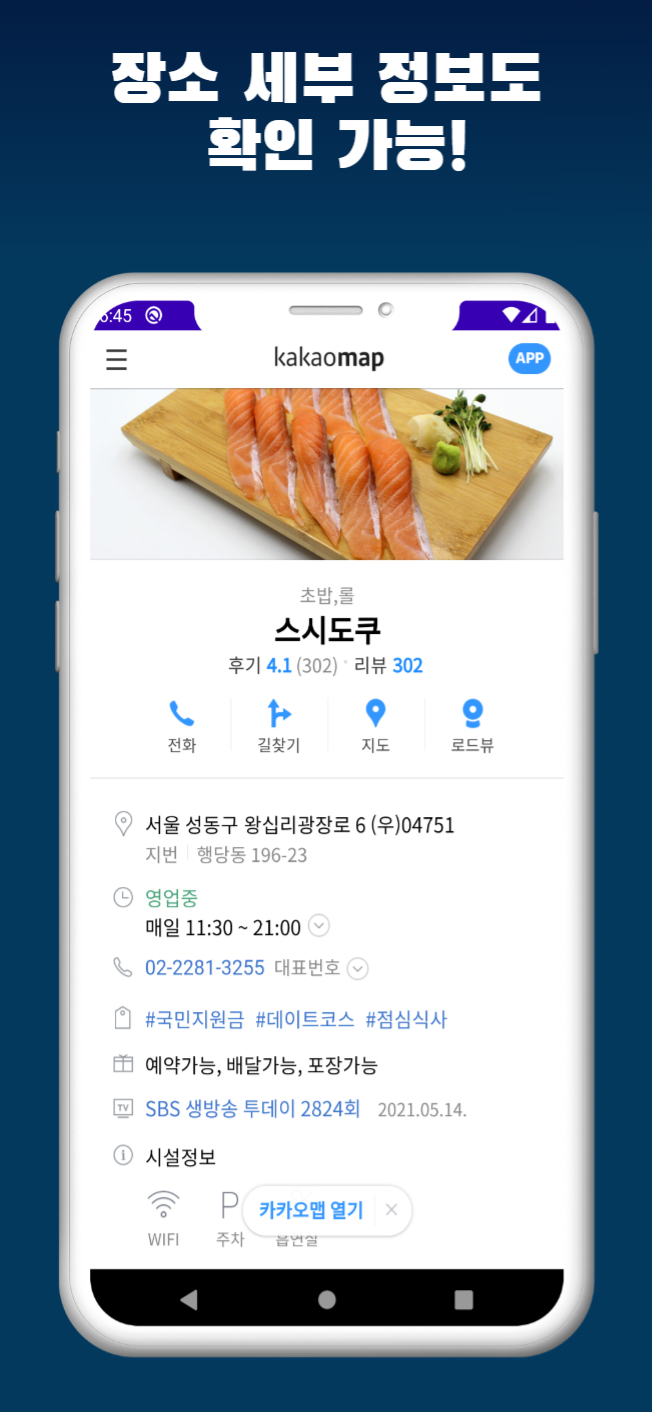 장소 세부 정보도
확인 가능!
6:45
kakaomap
APP
초밥,롤
스시도쿠
후기 4.1 (302) · 리뷰 302
전화 길찾기 지도 로드뷰
서울 성동구 왕십리광장로 6 (우)04751
지번 행당동 196-23
영업중
매일 11:30 ~ 21:00
02-2281-3255 대표번호
#국민지원금 #데이트코스 #점심식사
예약가능, 배달가능, 포장가능
TV SBS 생방송 투데이 2824회 2021.05.14.
시설정보
P 카카오맵 열기 ×
WIFI 주차 흡연실